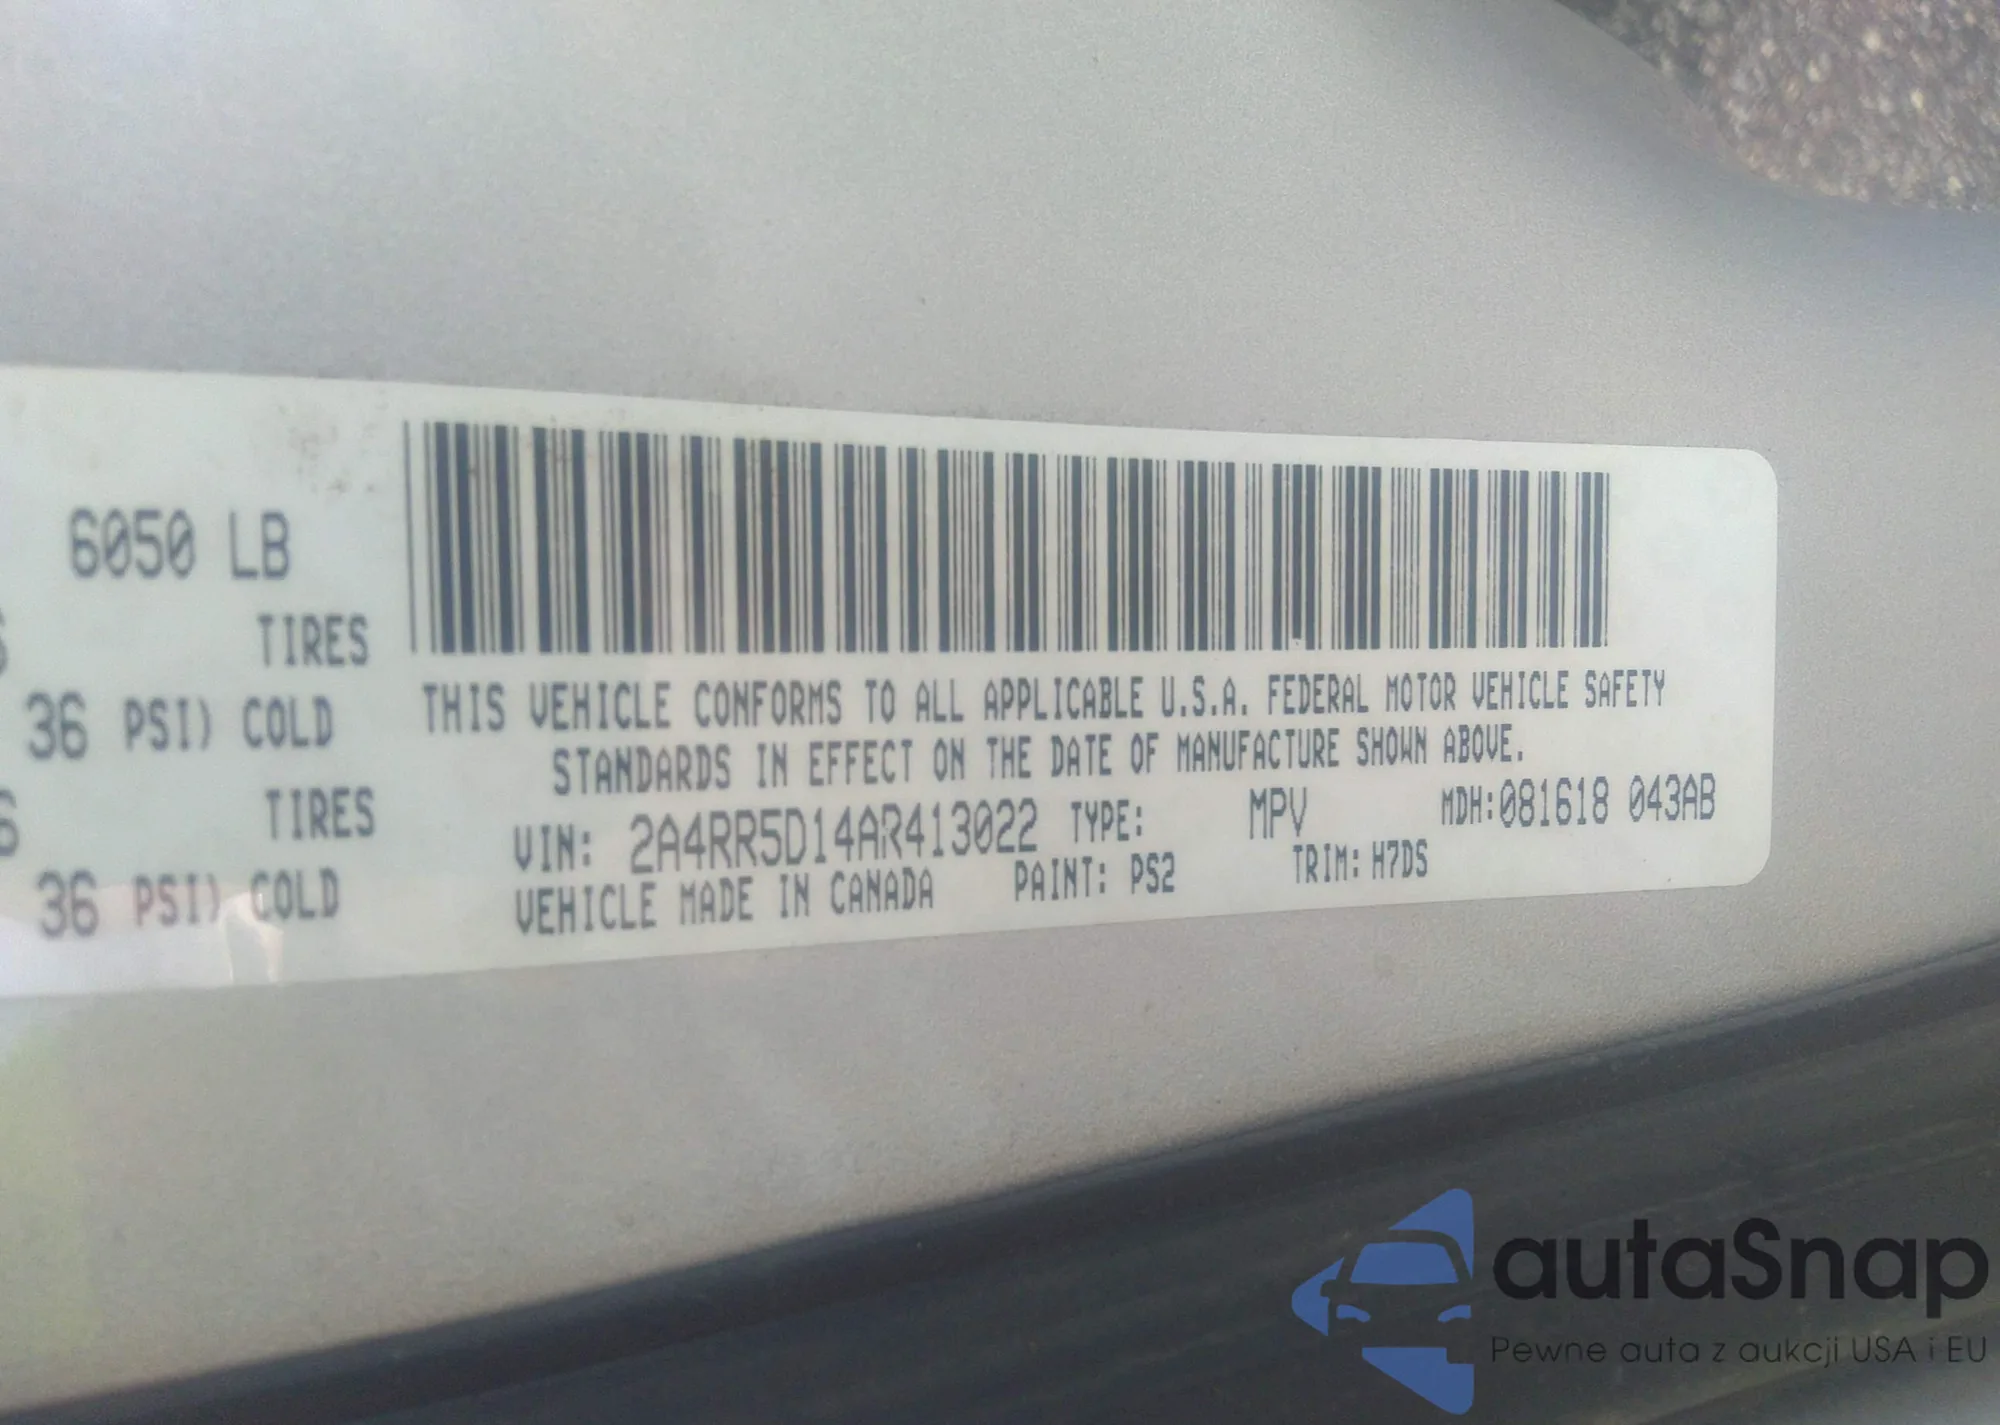 6050 LB
TIRES
36 PSI) COLD
TIRES
36 PSI) COLD
THIS VEHICLE CONFORMS TO ALL APPLICABLE U.S.A. FEDERAL MOTOR VEHICLE SAFETY
STANDARDS IN EFFECT ON THE DATE OF MANUFACTURE SHOWN ABOVE.
VIN: 2A4RR5D14AR413022 TYPE: MPV MDH:081618 043AB
VEHICLE MADE IN CANADA PAINT: PS2 TRIM: H7DS
autaSnap
Pewne auta z aukcji USA i EU